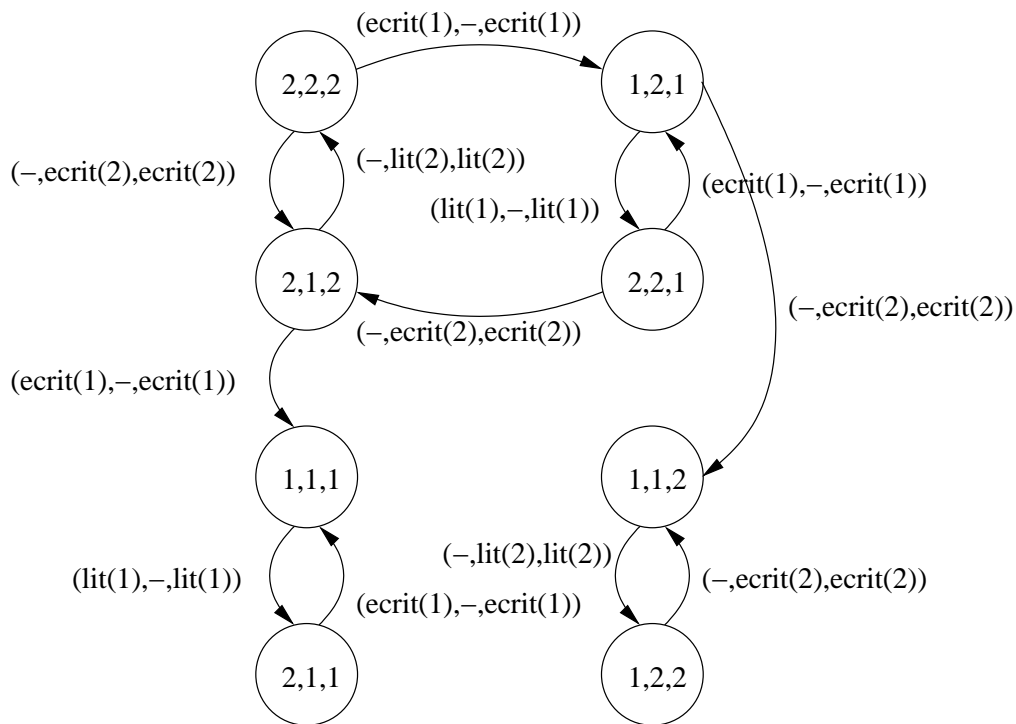 (ecrit(1),−,ecrit(1))
2,2,2
1,2,1
(−,ecrit(2),ecrit(2))
(−,lit(2),lit(2))
(ecrit(1),−,ecrit(1))
(lit(1),−,lit(1))
2,1,2
2,2,1
(−,ecrit(2),ecrit(2))
(−,ecrit(2),ecrit(2))
(ecrit(1),−,ecrit(1))
1,1,1
1,1,2
(−,lit(2),lit(2))
(lit(1),−,lit(1))
(−,ecrit(2),ecrit(2))
(ecrit(1),−,ecrit(1))
2,1,1
1,2,2